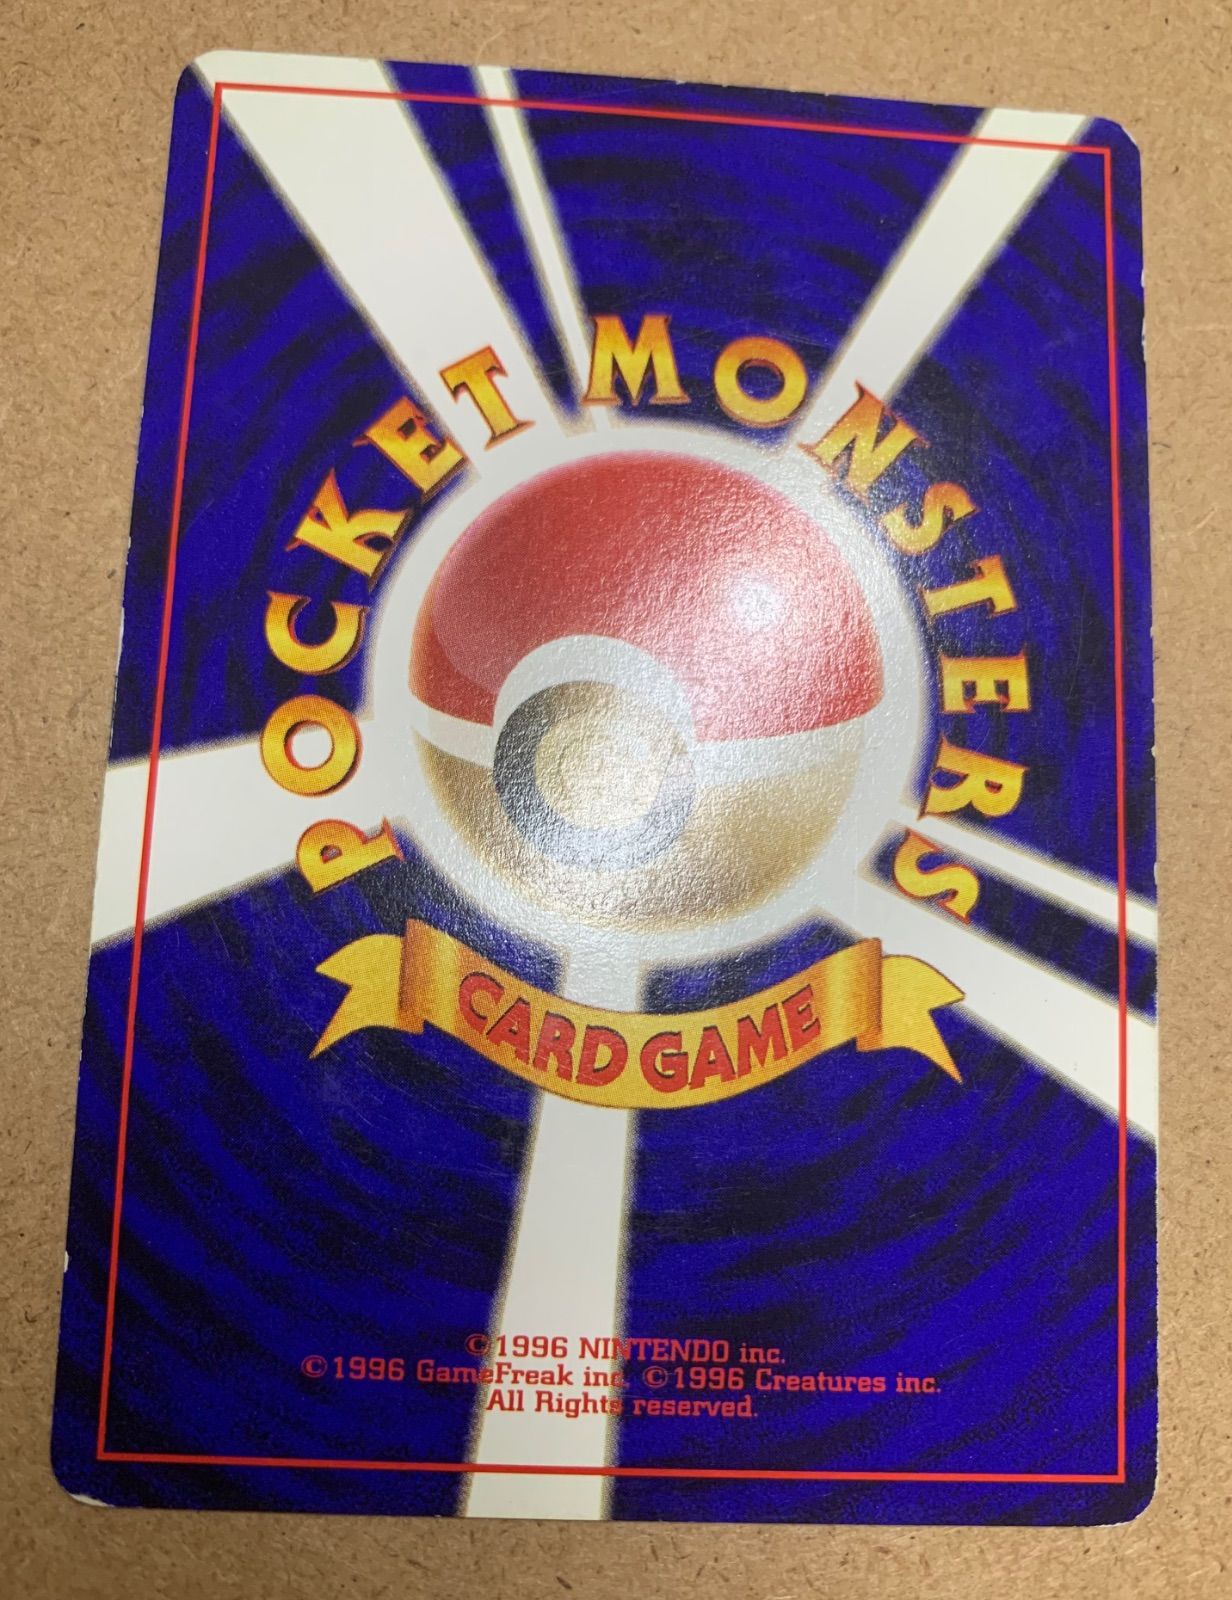 POCKET MONSTERS
CARD GAME
©1996 NINTENDO inc.
©1996 GameFreak inc. ©1996 Creatures inc.
All Rights reserved.